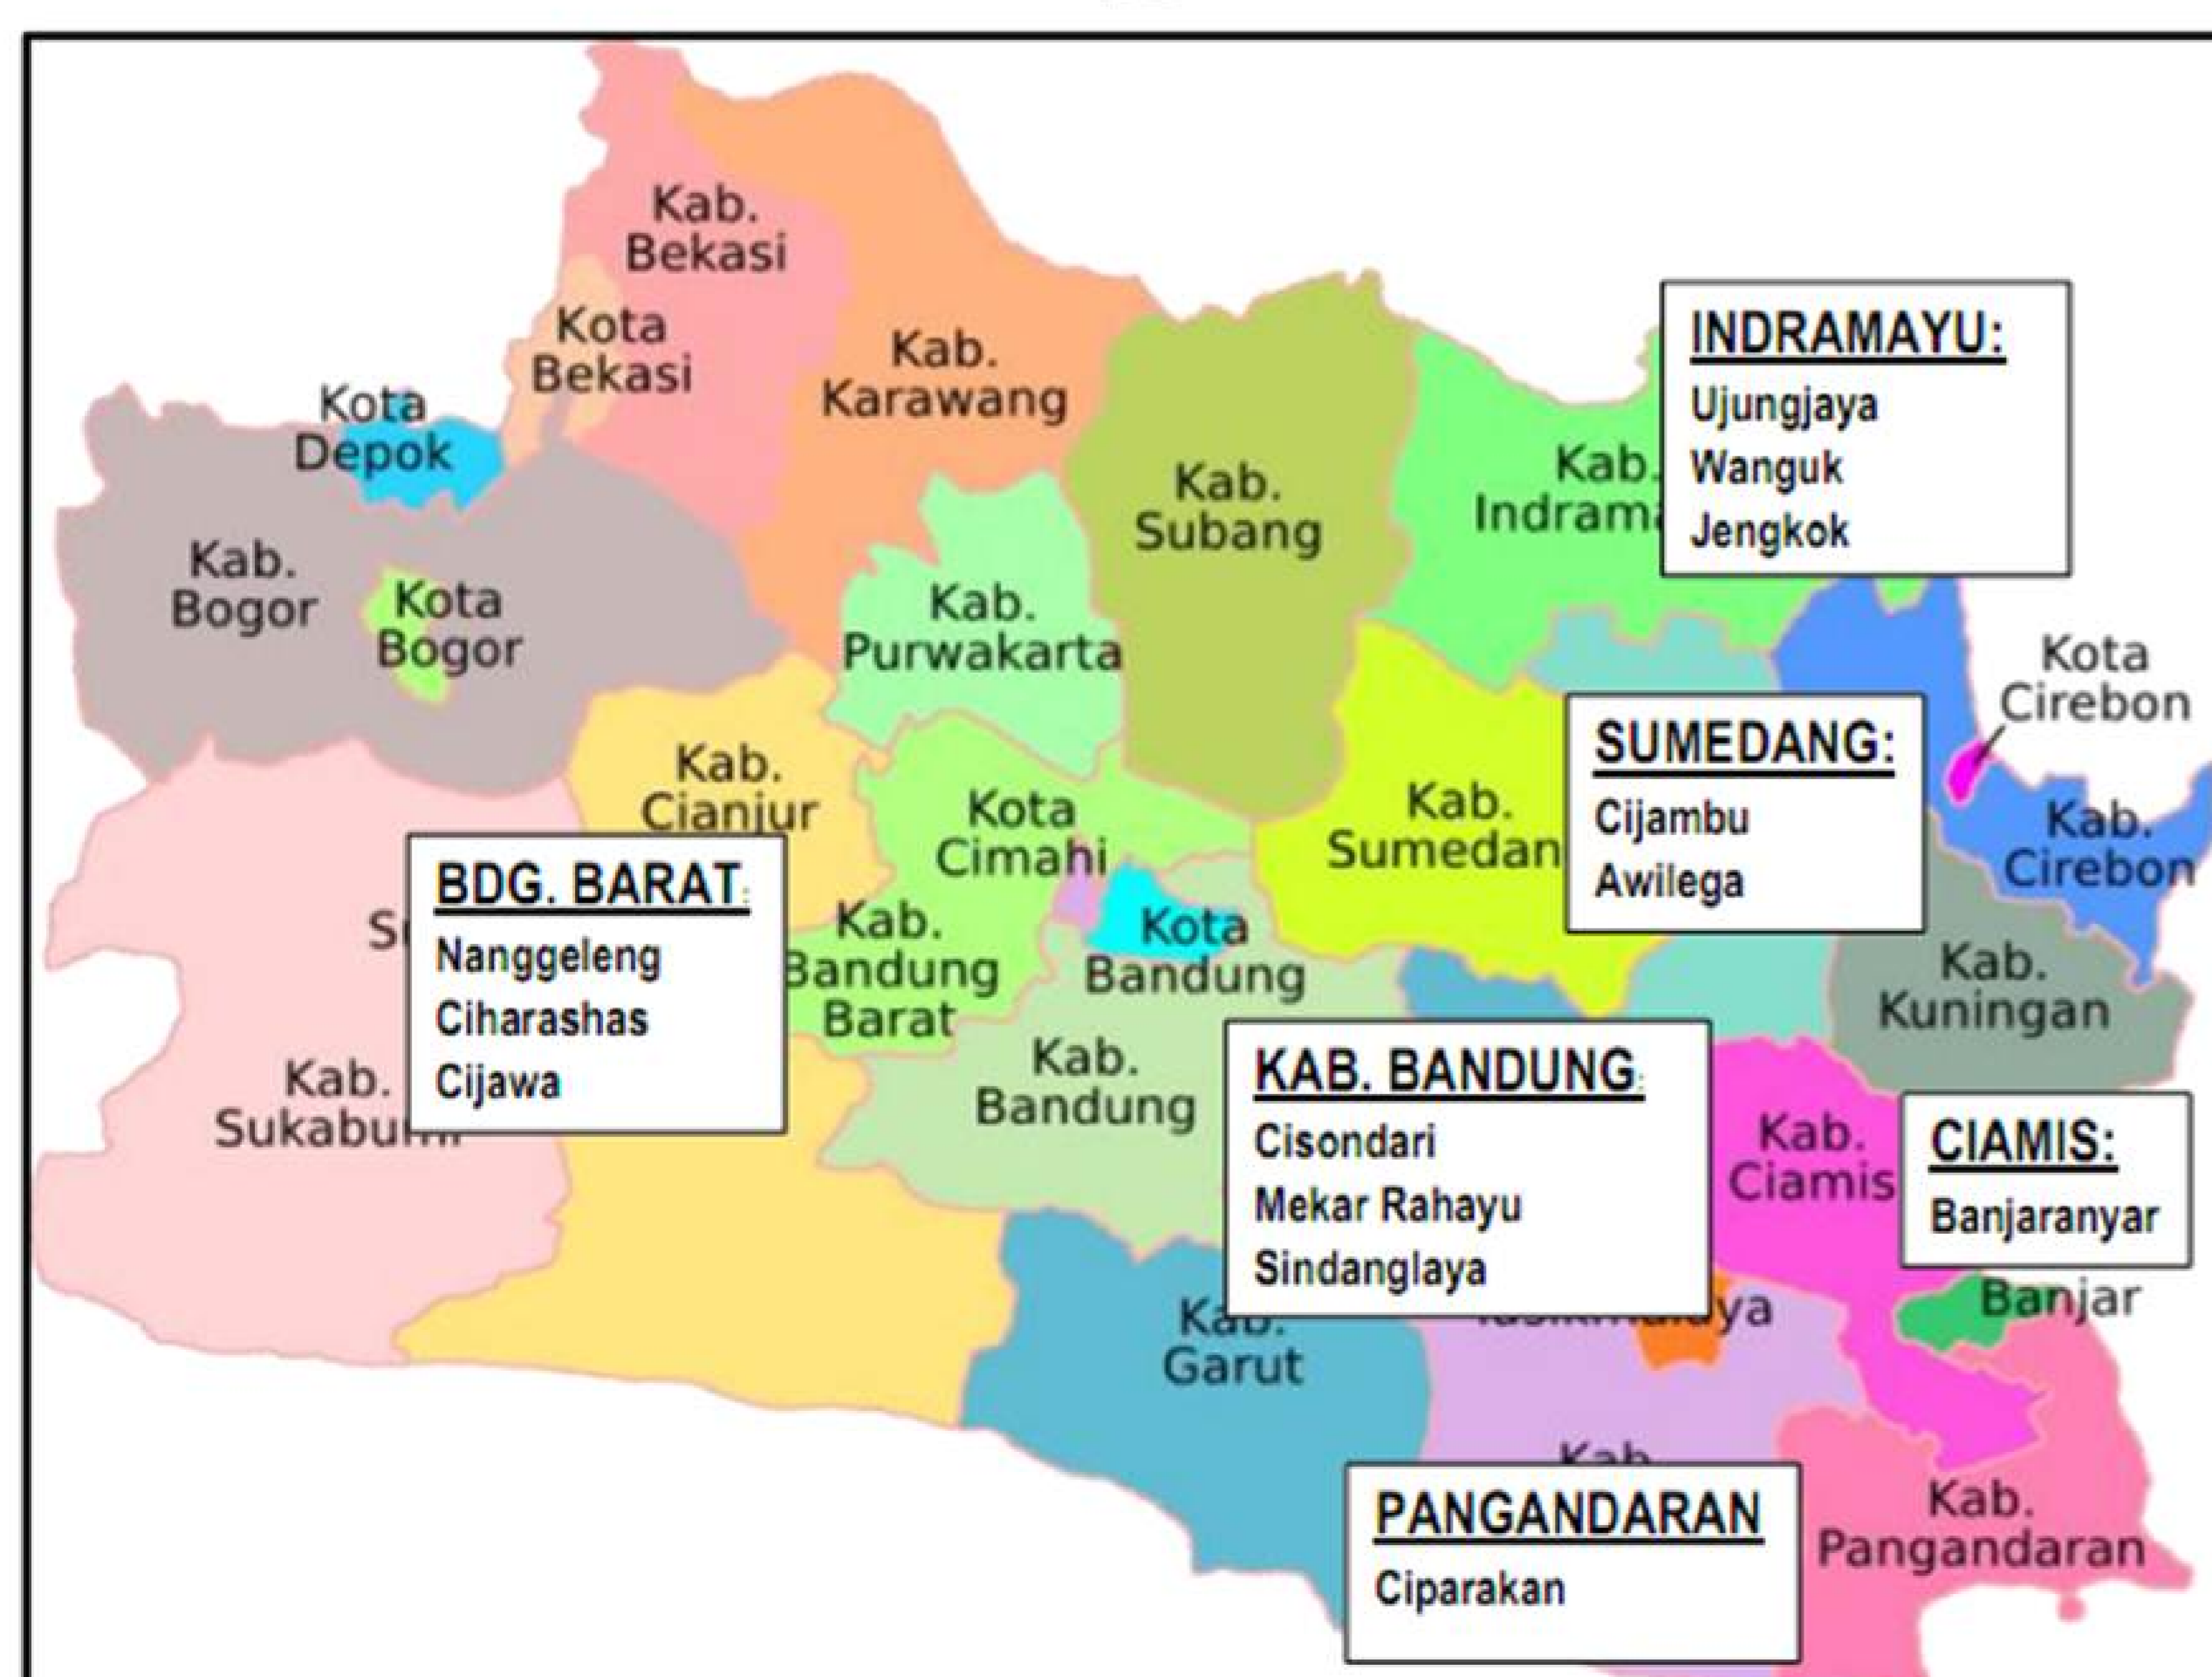 Kab.
Bekasi
Kota
Bekasi
Kab.
Karawang
Kota
Depok
Kab.
Bogor
Kota
Bogor
Kab.
Purwakarta
Kab.
Subang
Kab.
Indrama
INDRAMAYU:
Ujungjaya
Wanguk
Jengkok
Kota
Cirebon
Kab.
Cirebon
Kab.
Cianjur
Kota
Cimahi
Kab.
Sumedan
SUMEDANG:
Cijambu
Awilega
BDG. BARAT:
Nanggeleng
Ciharashas
Cijawa
Kab.
Bandung
Barat
Kota
Bandung
Kab.
Kuningan
Kab.
Sukabumi
Kab.
Bandung
KAB. BANDUNG:
Cisondari
Mekar Rahayu
Sindanglaya
Kab.
Ciamis
CIAMIS:
Banjaranyar
Banjar
Kab.
Garut
Kab.
PANGANDARAN
Ciparakan
Kab.
Pangandaran